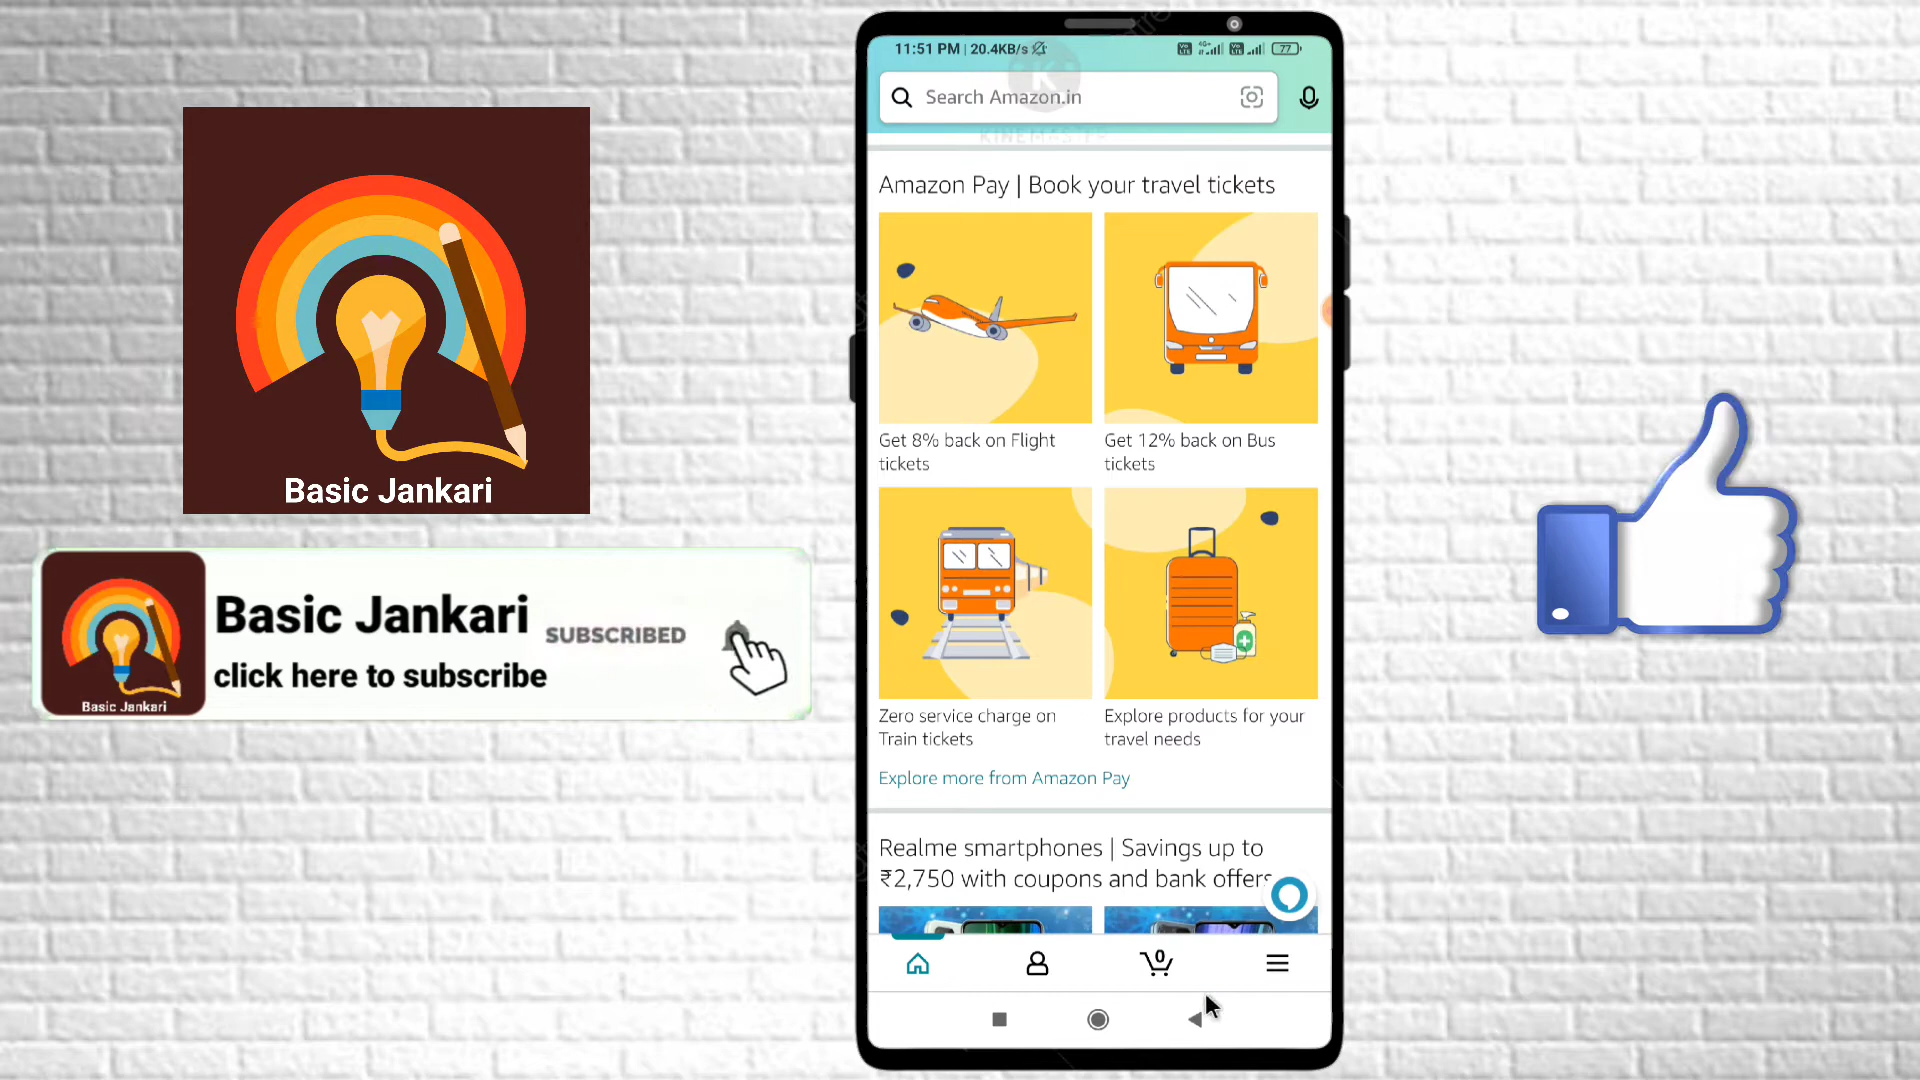 Basic Jankari
Basic Jankari
Basic Jankari
click here to subscribe
SUBSCRIBED
11:51 PM | 20.4KB/s
77
Search Amazon.in
KINEMASTER
Amazon Pay | Book your travel tickets
Get 8% back on Flight
tickets
Get 12% back on Bus
tickets
Zero service charge on
Train tickets
Explore products for your
travel needs
Explore more from Amazon Pay
Realme smartphones | Savings up to
₹2,750 with coupons and bank offers
0